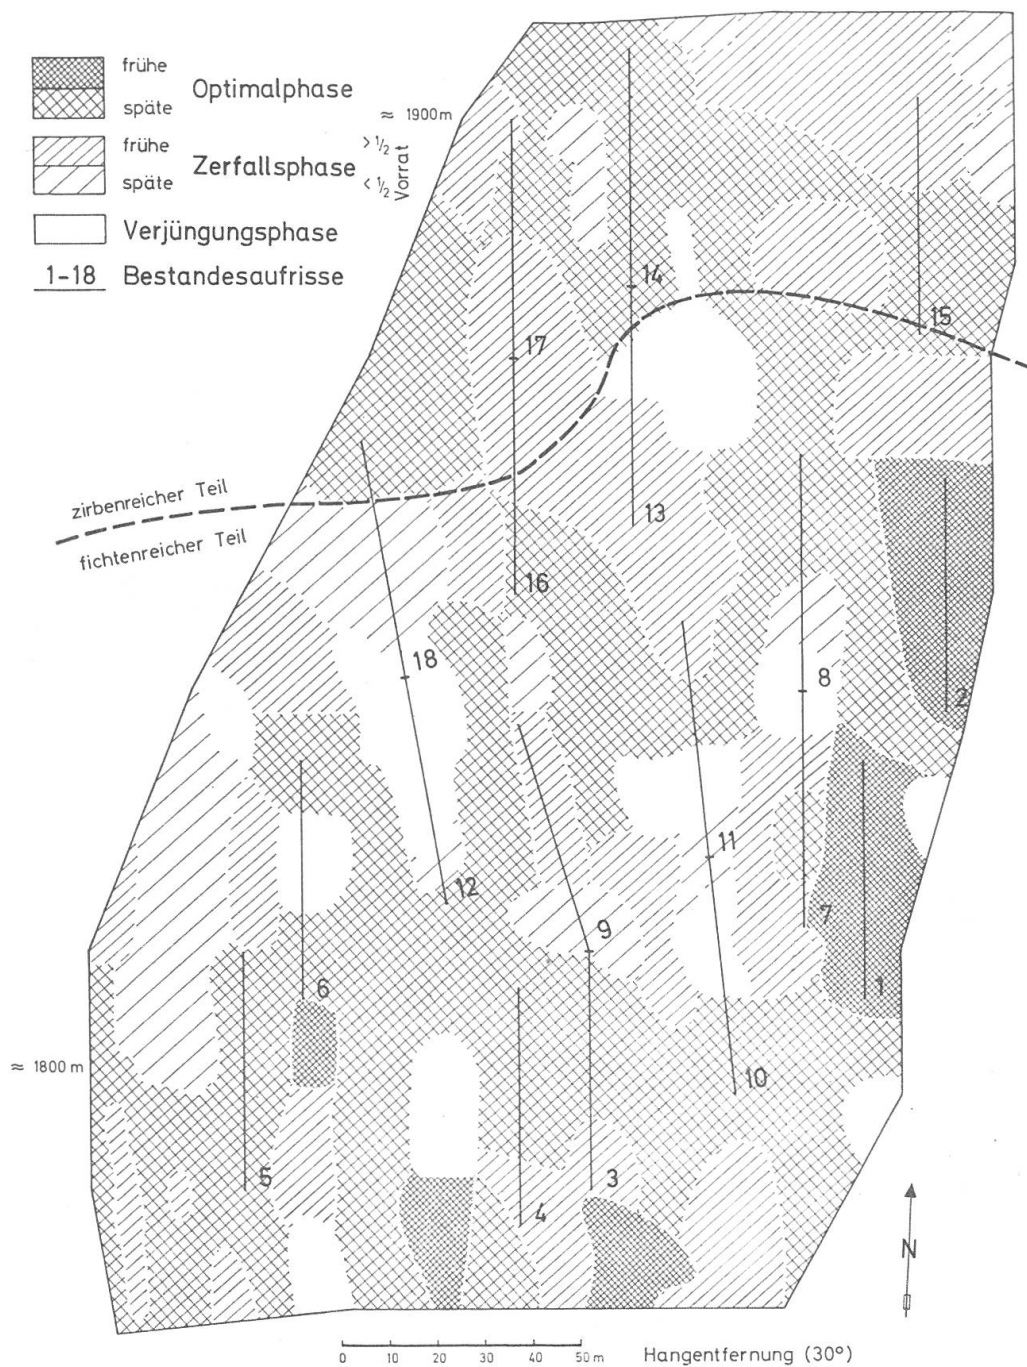 frühe
Optimalphase
späte
≈ 1900 m
frühe
> 1/2
Zerfallsphase
Vorrat
späte
< 1/2
Verjüngungsphase
1-18 Bestandesaufrisse
14
15
17
zirbenreicher Teil
fichtenreicher Teil
13
16
18
8
2
11
12
9
7
6
1
≈ 1800 m
10
5
3
4
N
0 10 20 30 40 50 m
Hangentfernung (30°)